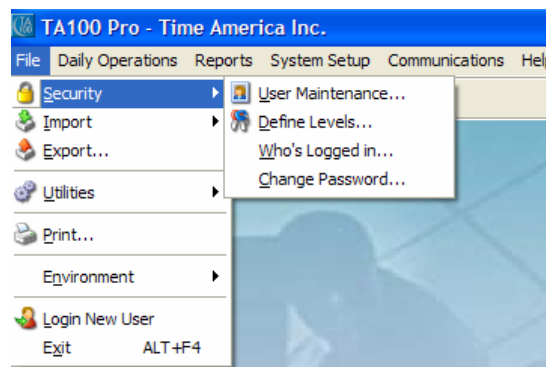 TA100 Pro - Time America Inc.
File Daily Operations Reports System Setup Communications
Security
Import
Export...
Utilities
Print...
Environment
Login New User
Exit ALT+F4
User Maintenance...
Define Levels...
Who's Logged in...
Change Password...